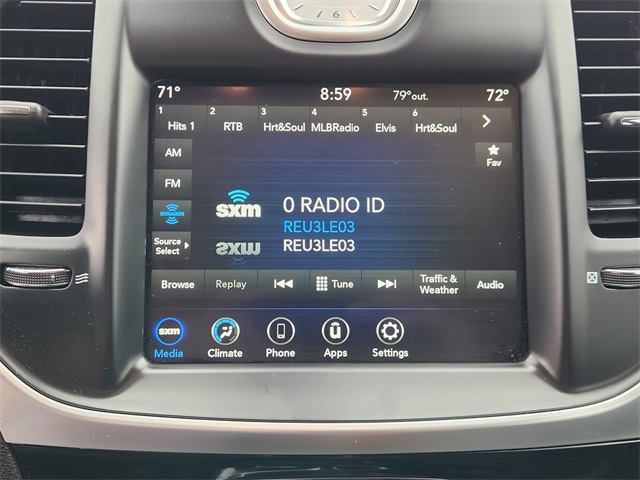 6
71° 8:59 79° out. 72°
1 Hits 1 2 RTB 3 Hrt&Soul 4 MLBRadio 5 Elvis 6 Hrt&Soul
AM
Fav
FM
sxm 0 RADIO ID
REU3LE03
REU3LE03
Source
Select
Browse Replay Tune Traffic & Weather Audio
sxm
Media Climate Phone Apps Settings